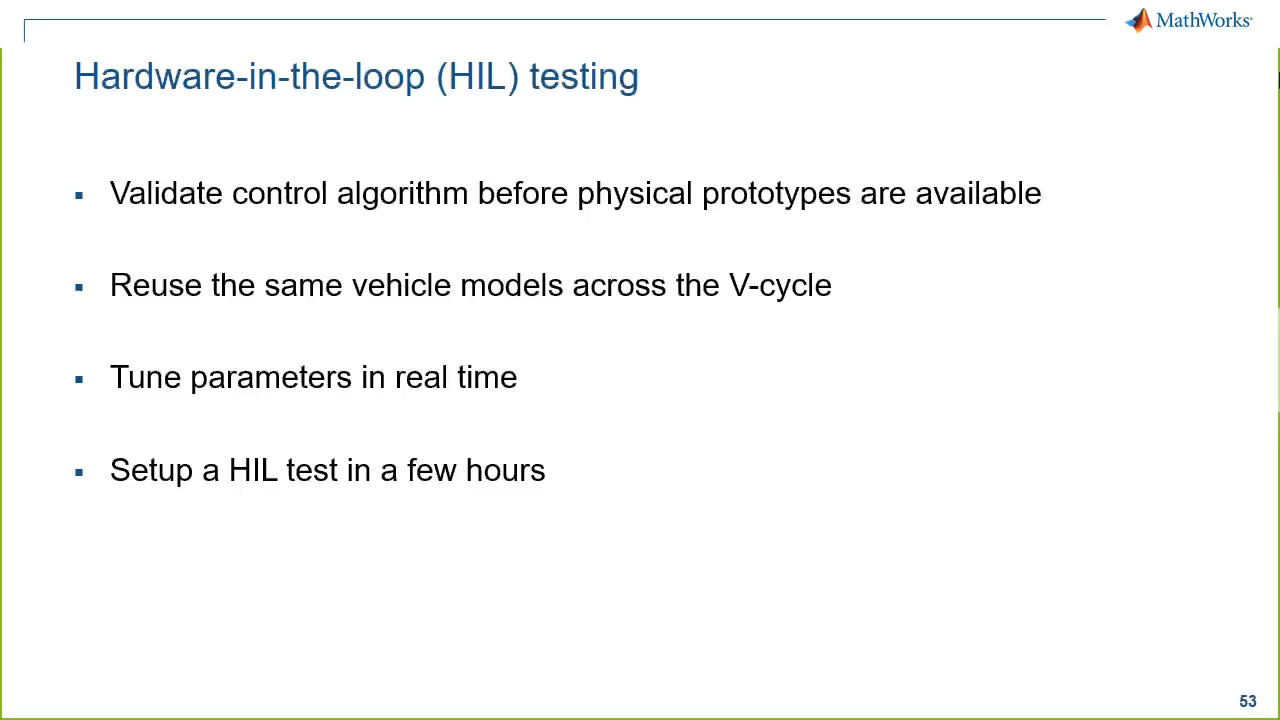 MathWorks
Hardware-in-the-loop (HIL) testing
Validate control algorithm before physical prototypes are available
Reuse the same vehicle models across the V-cycle
Tune parameters in real time
Setup a HIL test in a few hours
53